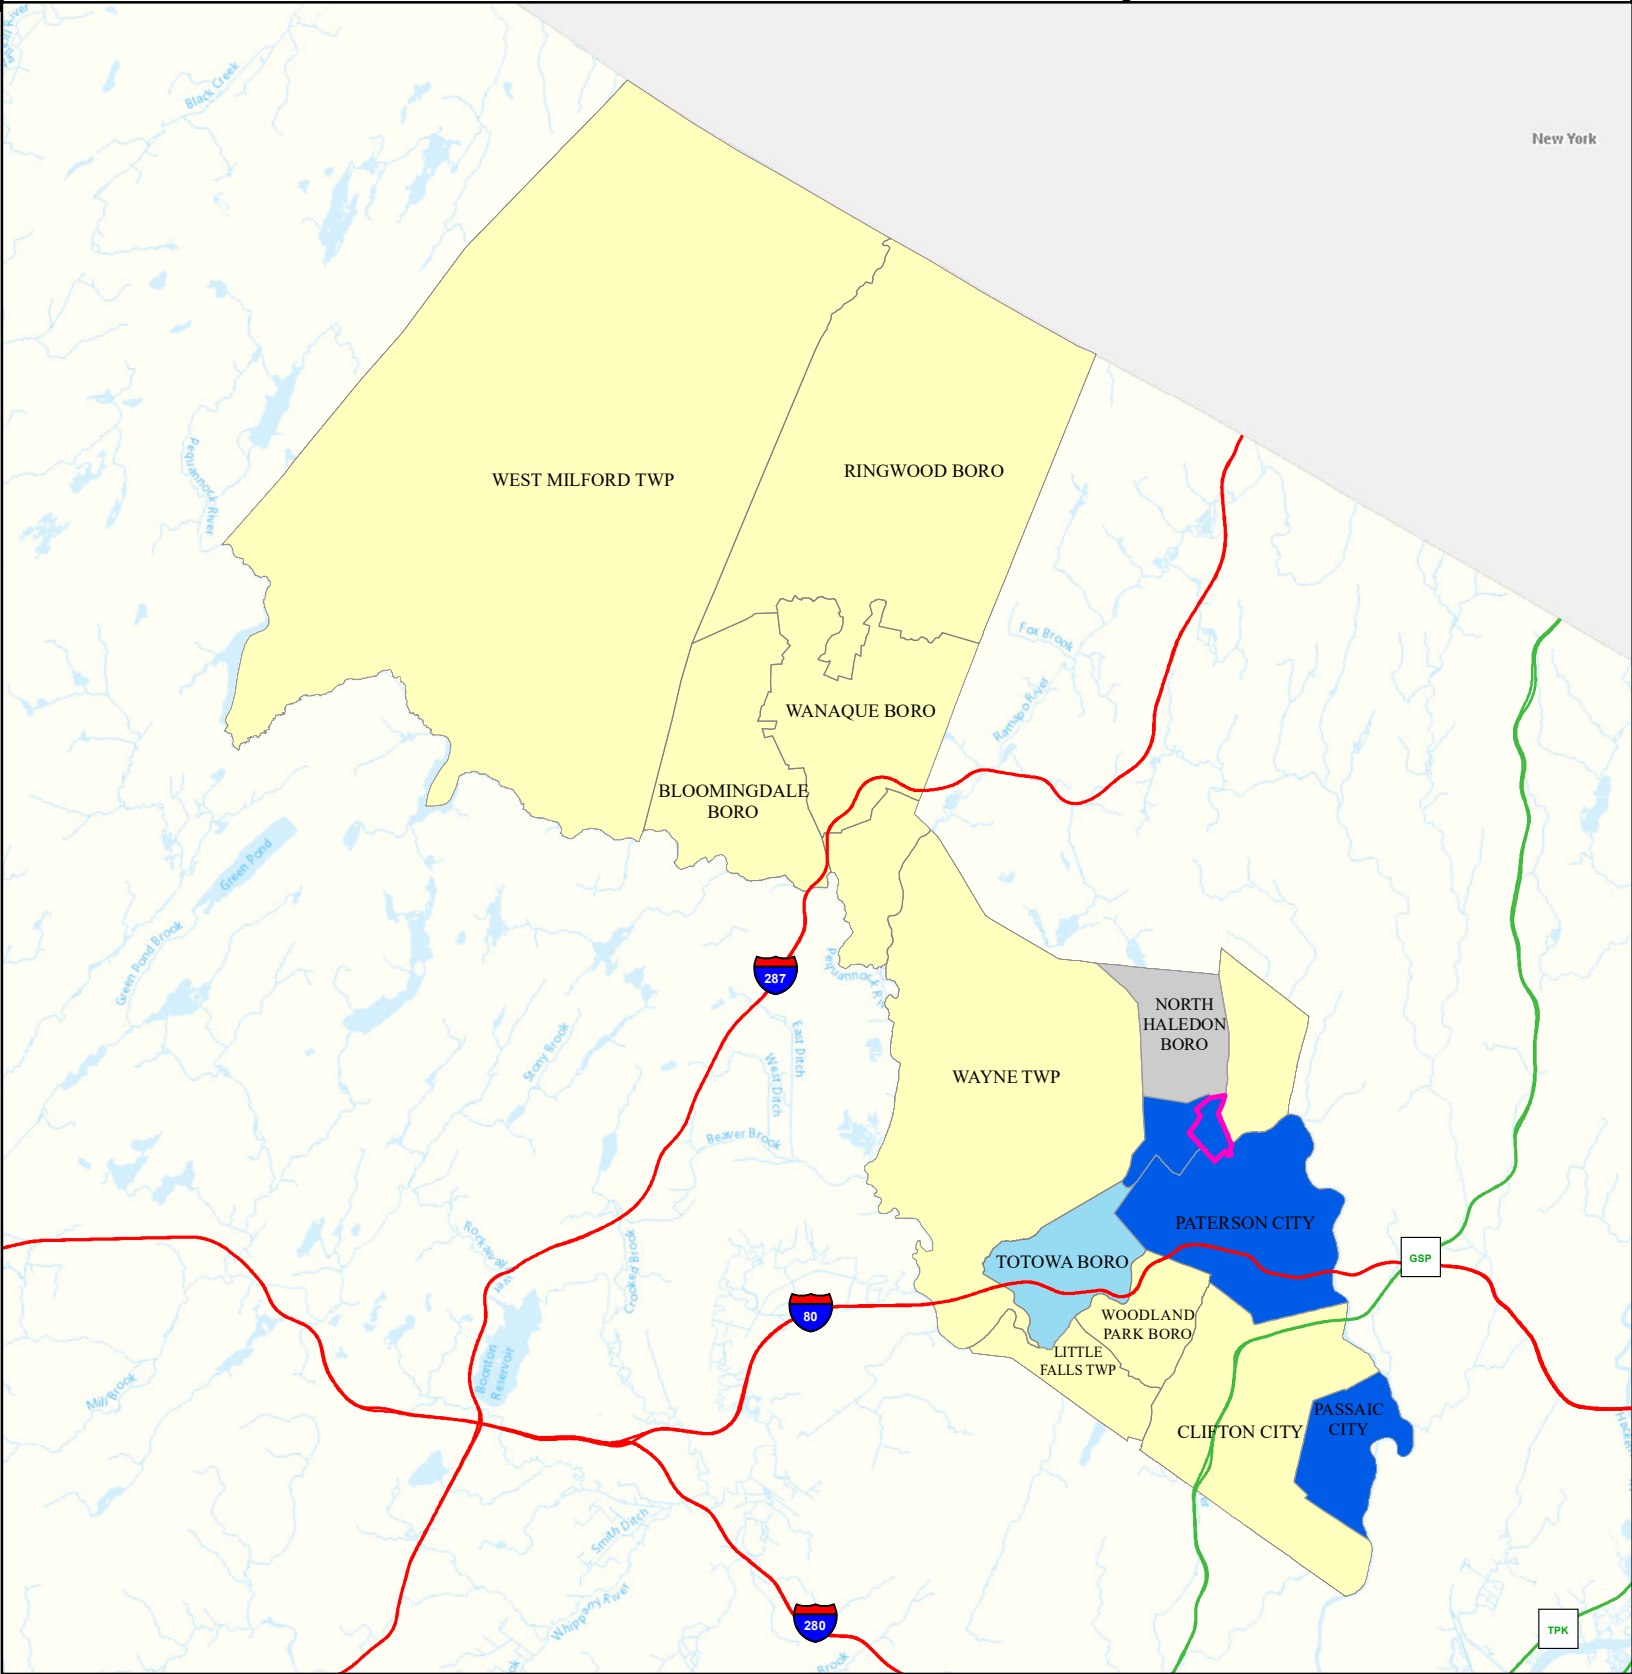 New York
Black Creek
Pequannock River
WEST MILFORD TWP
RINGWOOD BORO
Fox Brook
Ramapo River
WANAQUE BORO
BLOOMINGDALE
BORO
Green Pond
Green Pond Brook
287
NORTH
HALEDON
BORO
Stony Brook
East Ditch
West Ditch
WAYNE TWP
Beaver Brook
PATERSON CITY
TOTOWA BORO
GSP
Crooked Brook
80
WOODLAND
PARK BORO
LITTLE
FALLS TWP
Boonton
Reservoir
Mill Brook
PASSAIC
CITY
CLIFTON CITY
Smith Ditch
Whippany River
280
TPK
Brook